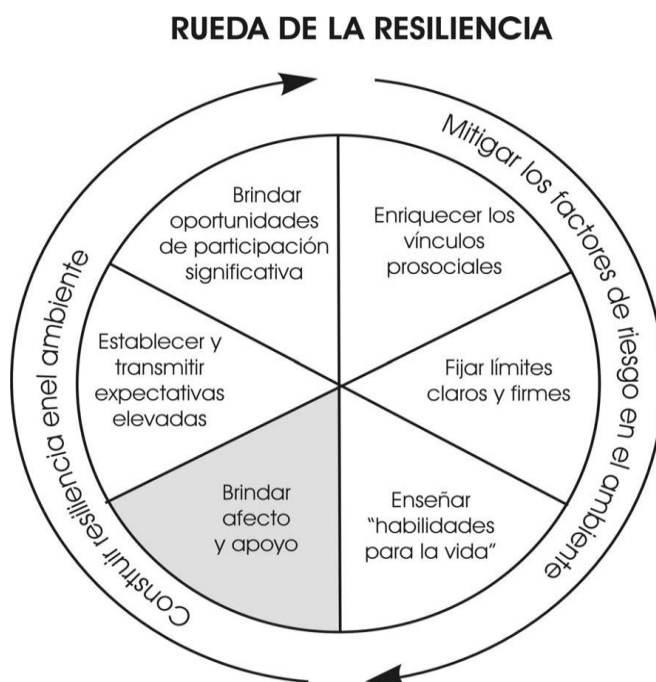 RUEDA DE LA RESILIENCIA
Mitigar los factores de riesgo en el ambiente
Construir resiliencia enel ambiente
Brindar
oportunidades
de participación
significativa
Enriquecer los
vínculos
prosociales
Establecer y
transmitir
expectativas
elevadas
Fijar límites
claros y firmes
Brindar
afecto
y apoyo
Enseñar
“habilidades
para la vida”